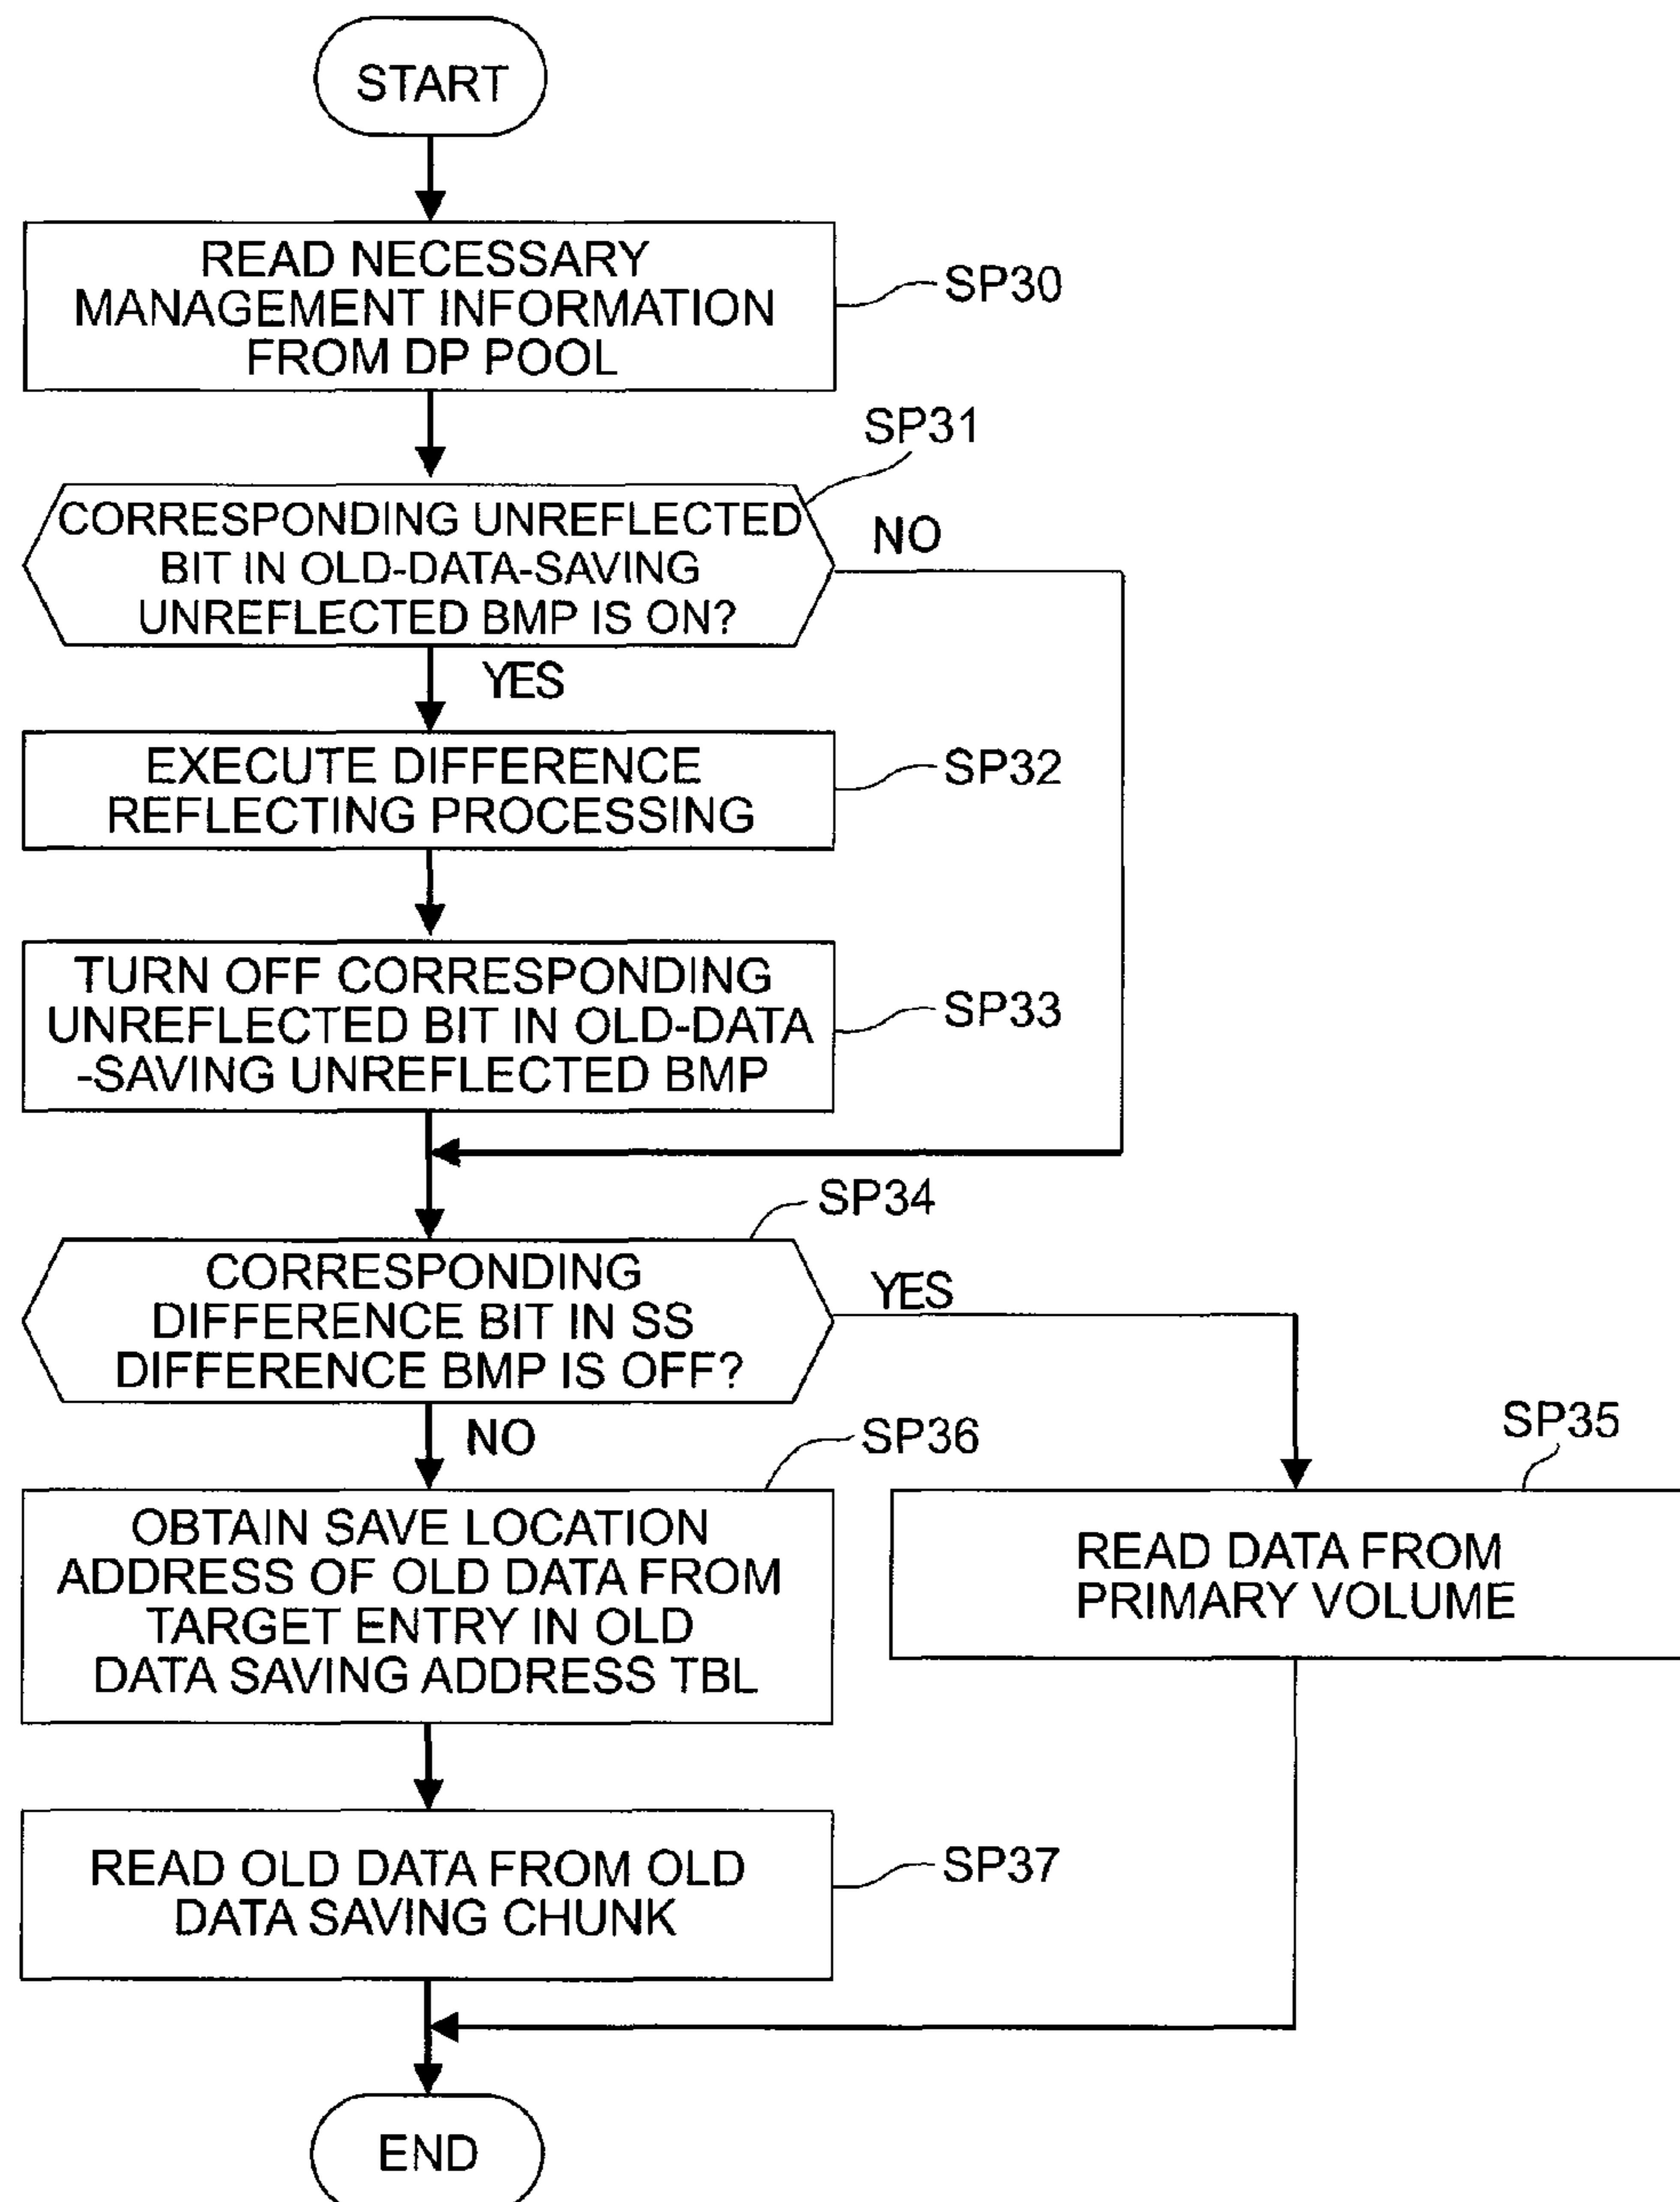 START
READ NECESSARY
MANAGEMENT INFORMATION
FROM DP POOL
SP30
SP31
CORRESPONDING UNREFLECTED
BIT IN OLD-DATA-SAVING
UNREFLECTED BMP IS ON?
NO
YES
EXECUTE DIFFERENCE
REFLECTING PROCESSING
SP32
TURN OFF CORRESPONDING
UNREFLECTED BIT IN OLD-DATA
-SAVING UNREFLECTED BMP
SP33
SP34
CORRESPONDING
DIFFERENCE BIT IN SS
DIFFERENCE BMP IS OFF?
YES
NO
SP36
SP35
OBTAIN SAVE LOCATION
ADDRESS OF OLD DATA FROM
TARGET ENTRY IN OLD
DATA SAVING ADDRESS TBL
READ DATA FROM
PRIMARY VOLUME
READ OLD DATA FROM OLD
DATA SAVING CHUNK
SP37
END